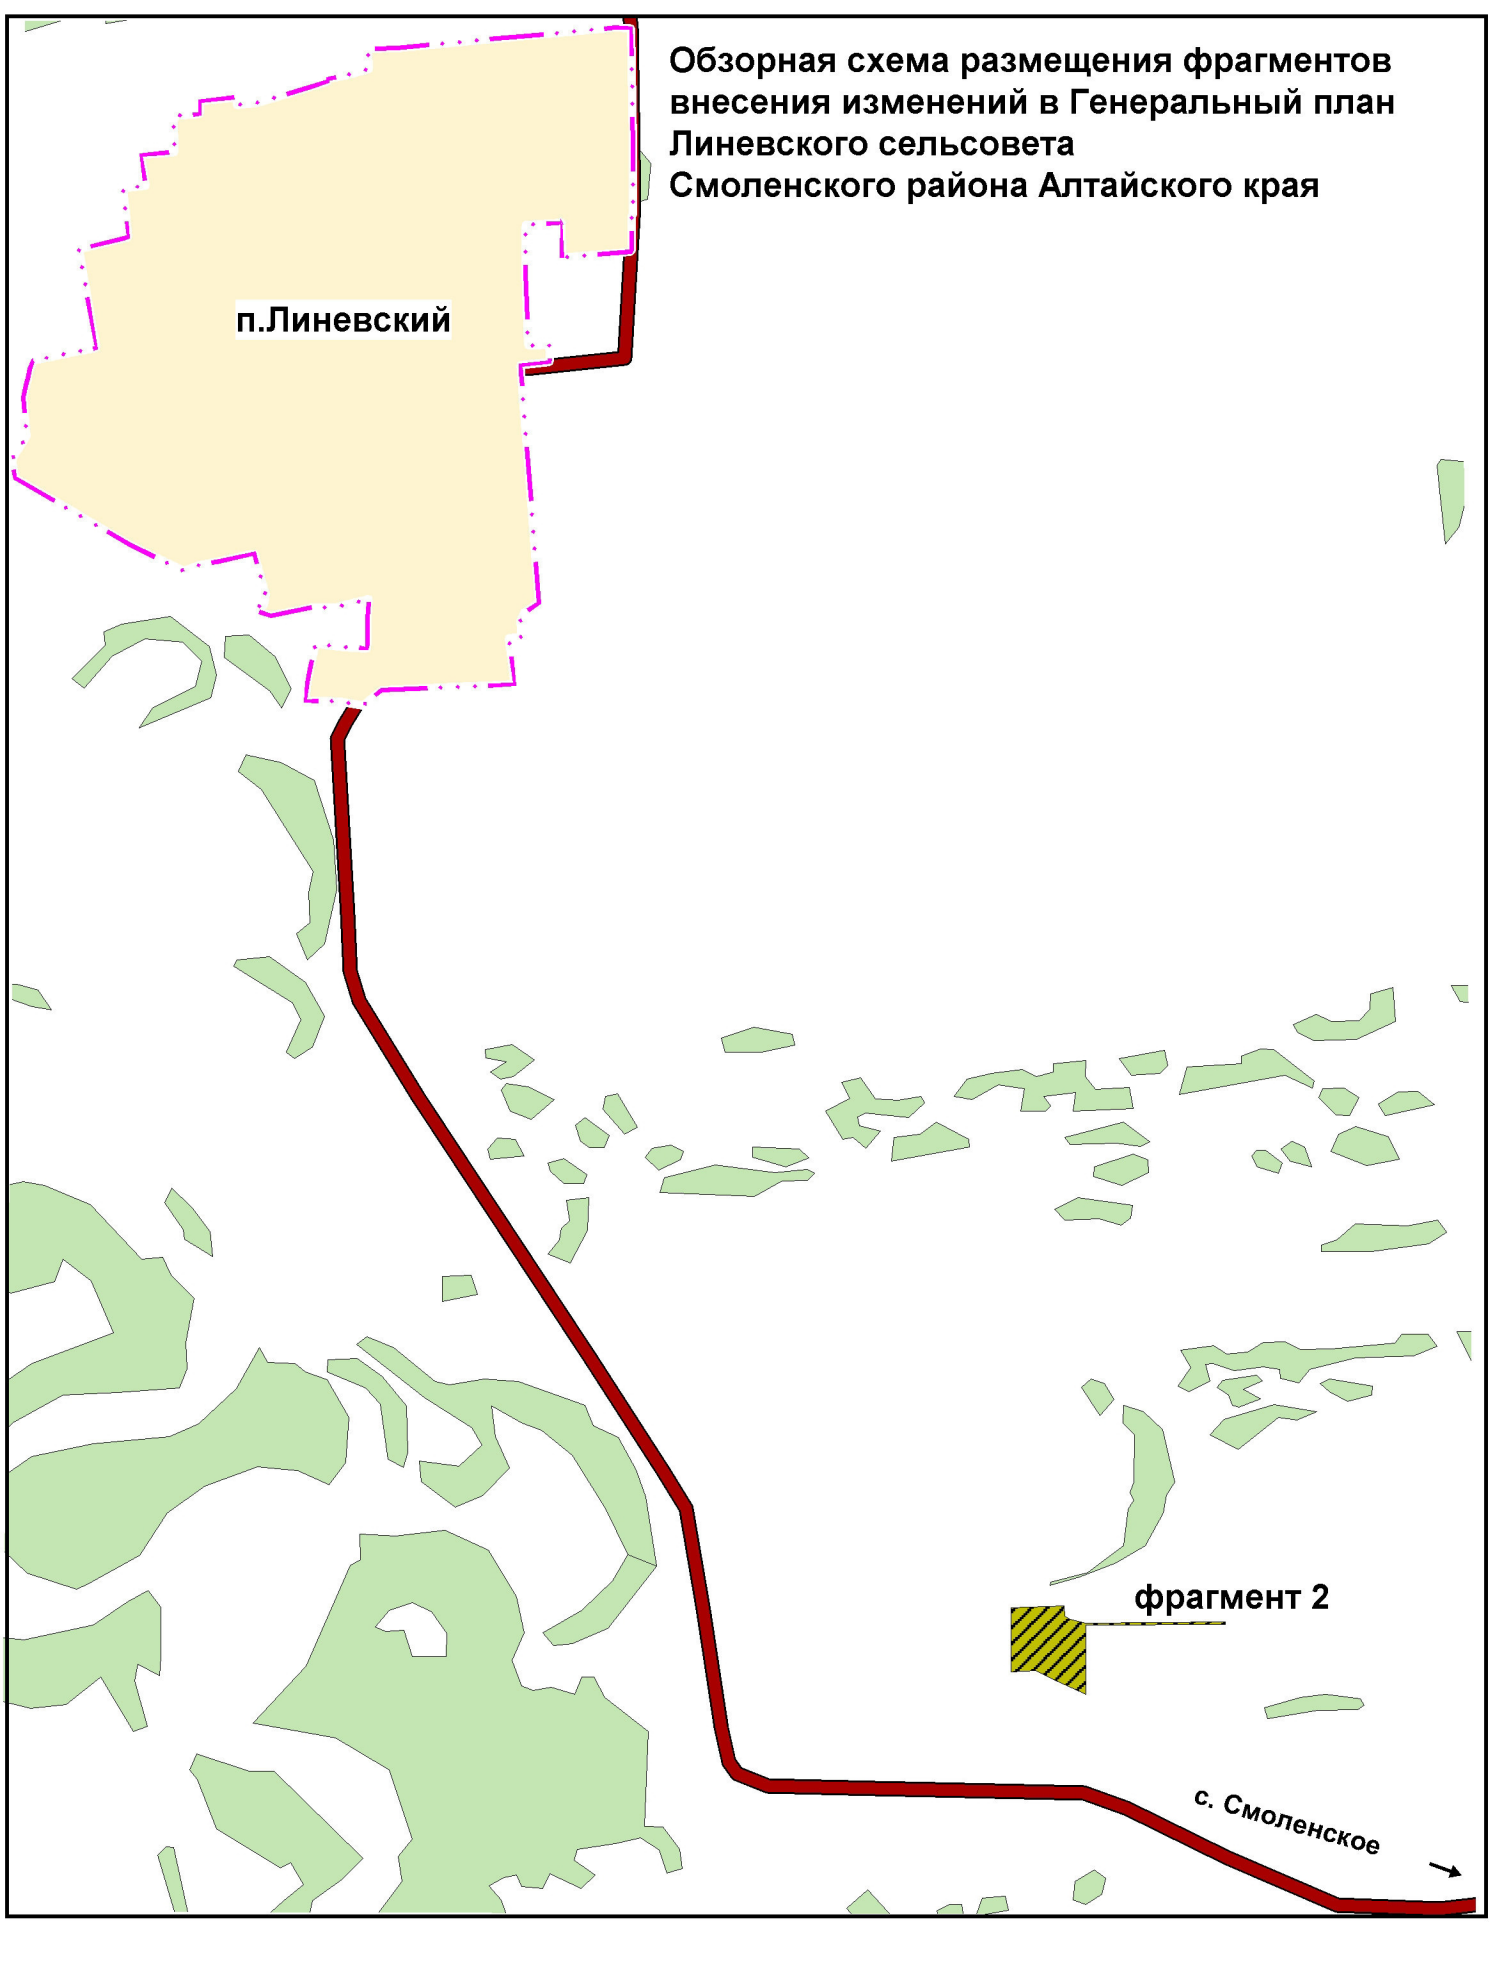 Обзорная схема размещения фрагментов
внесения изменений в Генеральный план
Линевского сельсовета
Смоленского района Алтайского края
п.Линевский
фрагмент 2
с. Смоленское